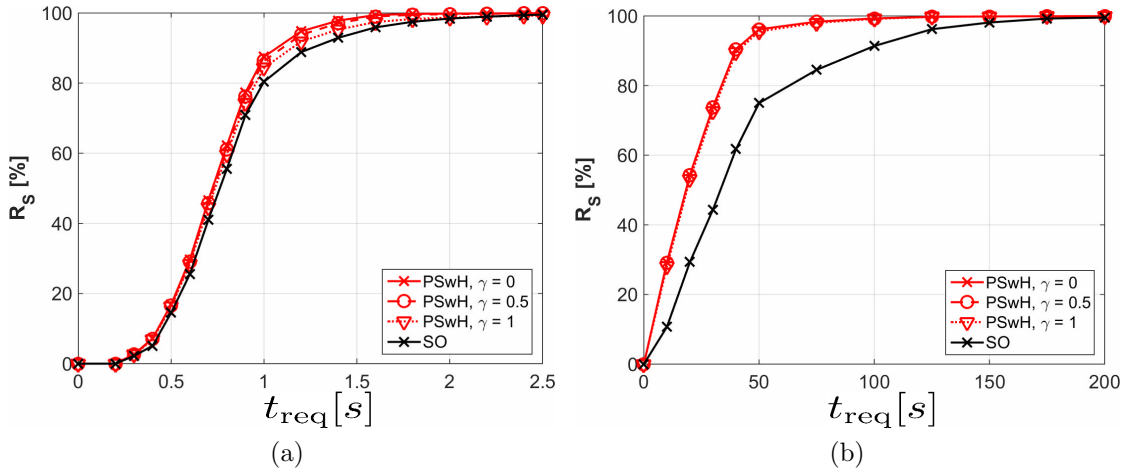 100
80
60
40
20
0
R_S [%]
0 0.5 1 1.5 2 2.5
t_req[s]
PSwH, γ = 0
PSwH, γ = 0.5
PSwH, γ = 1
SO
(a)
100
80
60
40
20
0
R_S [%]
0 50 100 150 200
t_req[s]
PSwH, γ = 0
PSwH, γ = 0.5
PSwH, γ = 1
SO
(b)